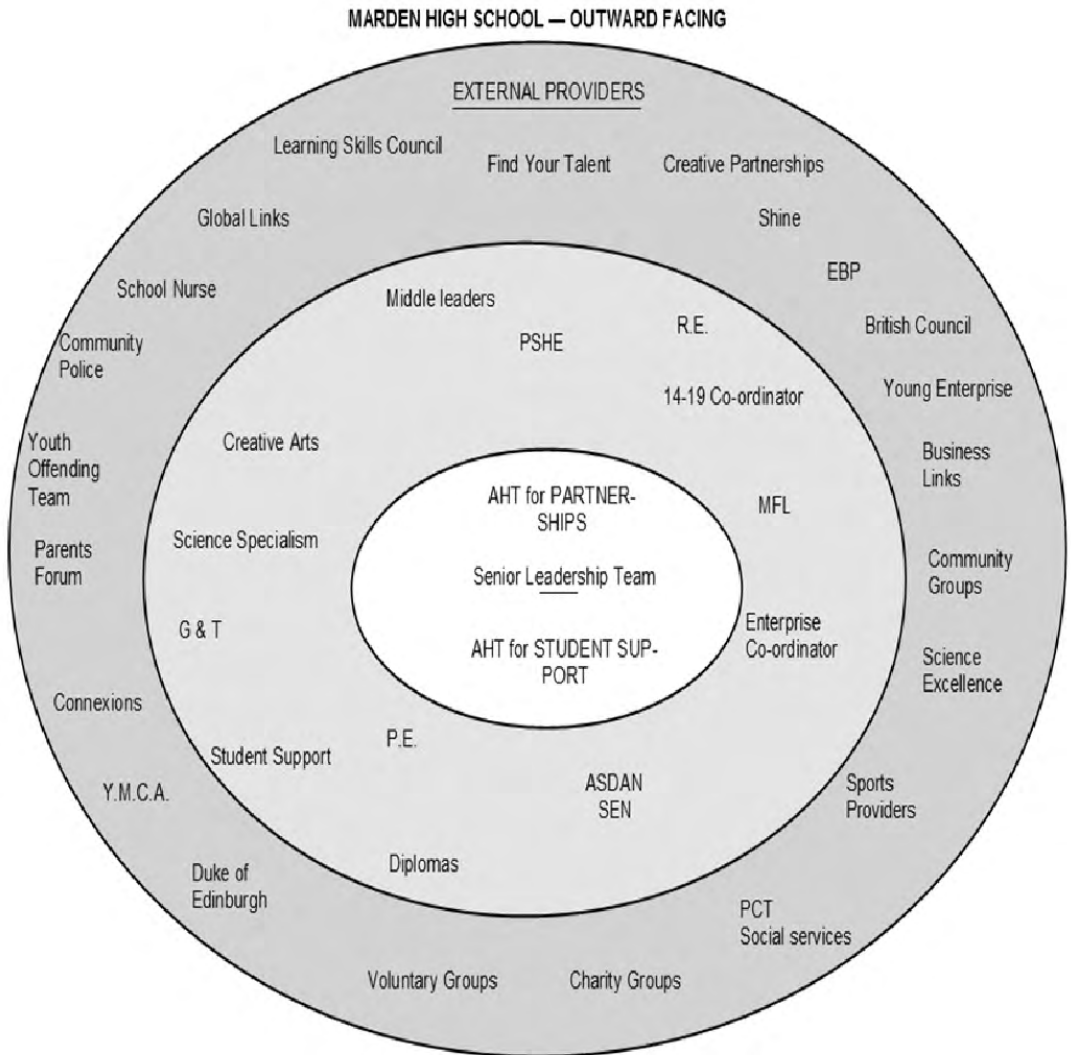 MARDEN HIGH SCHOOL — OUTWARD FACING
EXTERNAL PROVIDERS
Learning Skills Council
Find Your Talent
Creative Partnerships
Global Links
Shine
School Nurse
EBP
Community
Police
British Council
Young Enterprise
Youth
Offending
Team
Business
Links
Parents
Forum
Community
Groups
Science
Excellence
Connexions
Y.M.C.A.
Sports
Providers
Duke of
Edinburgh
PCT
Social services
Voluntary Groups
Charity Groups
Middle leaders
PSHE
R.E.
14-19 Co-ordinator
Creative Arts
MFL
Science Specialism
G & T
Enterprise
Co-ordinator
Student Support
P.E.
ASDAN
SEN
Diplomas
AHT for PARTNER-
SHIPS
Senior Leadership Team
AHT for STUDENT SUP-
PORT